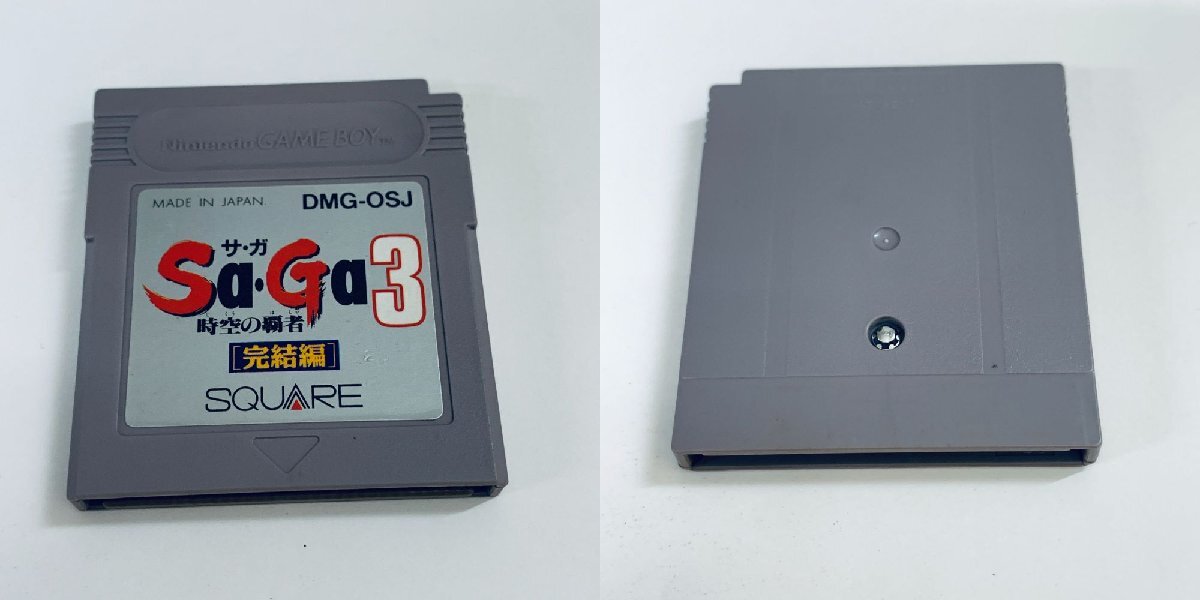 Nintendo GAME BOY™
MADE IN JAPAN.
DMG-OSJ
サ・ガ
Sa・Ga3
時空の覇者
[完結編]
SQUARE